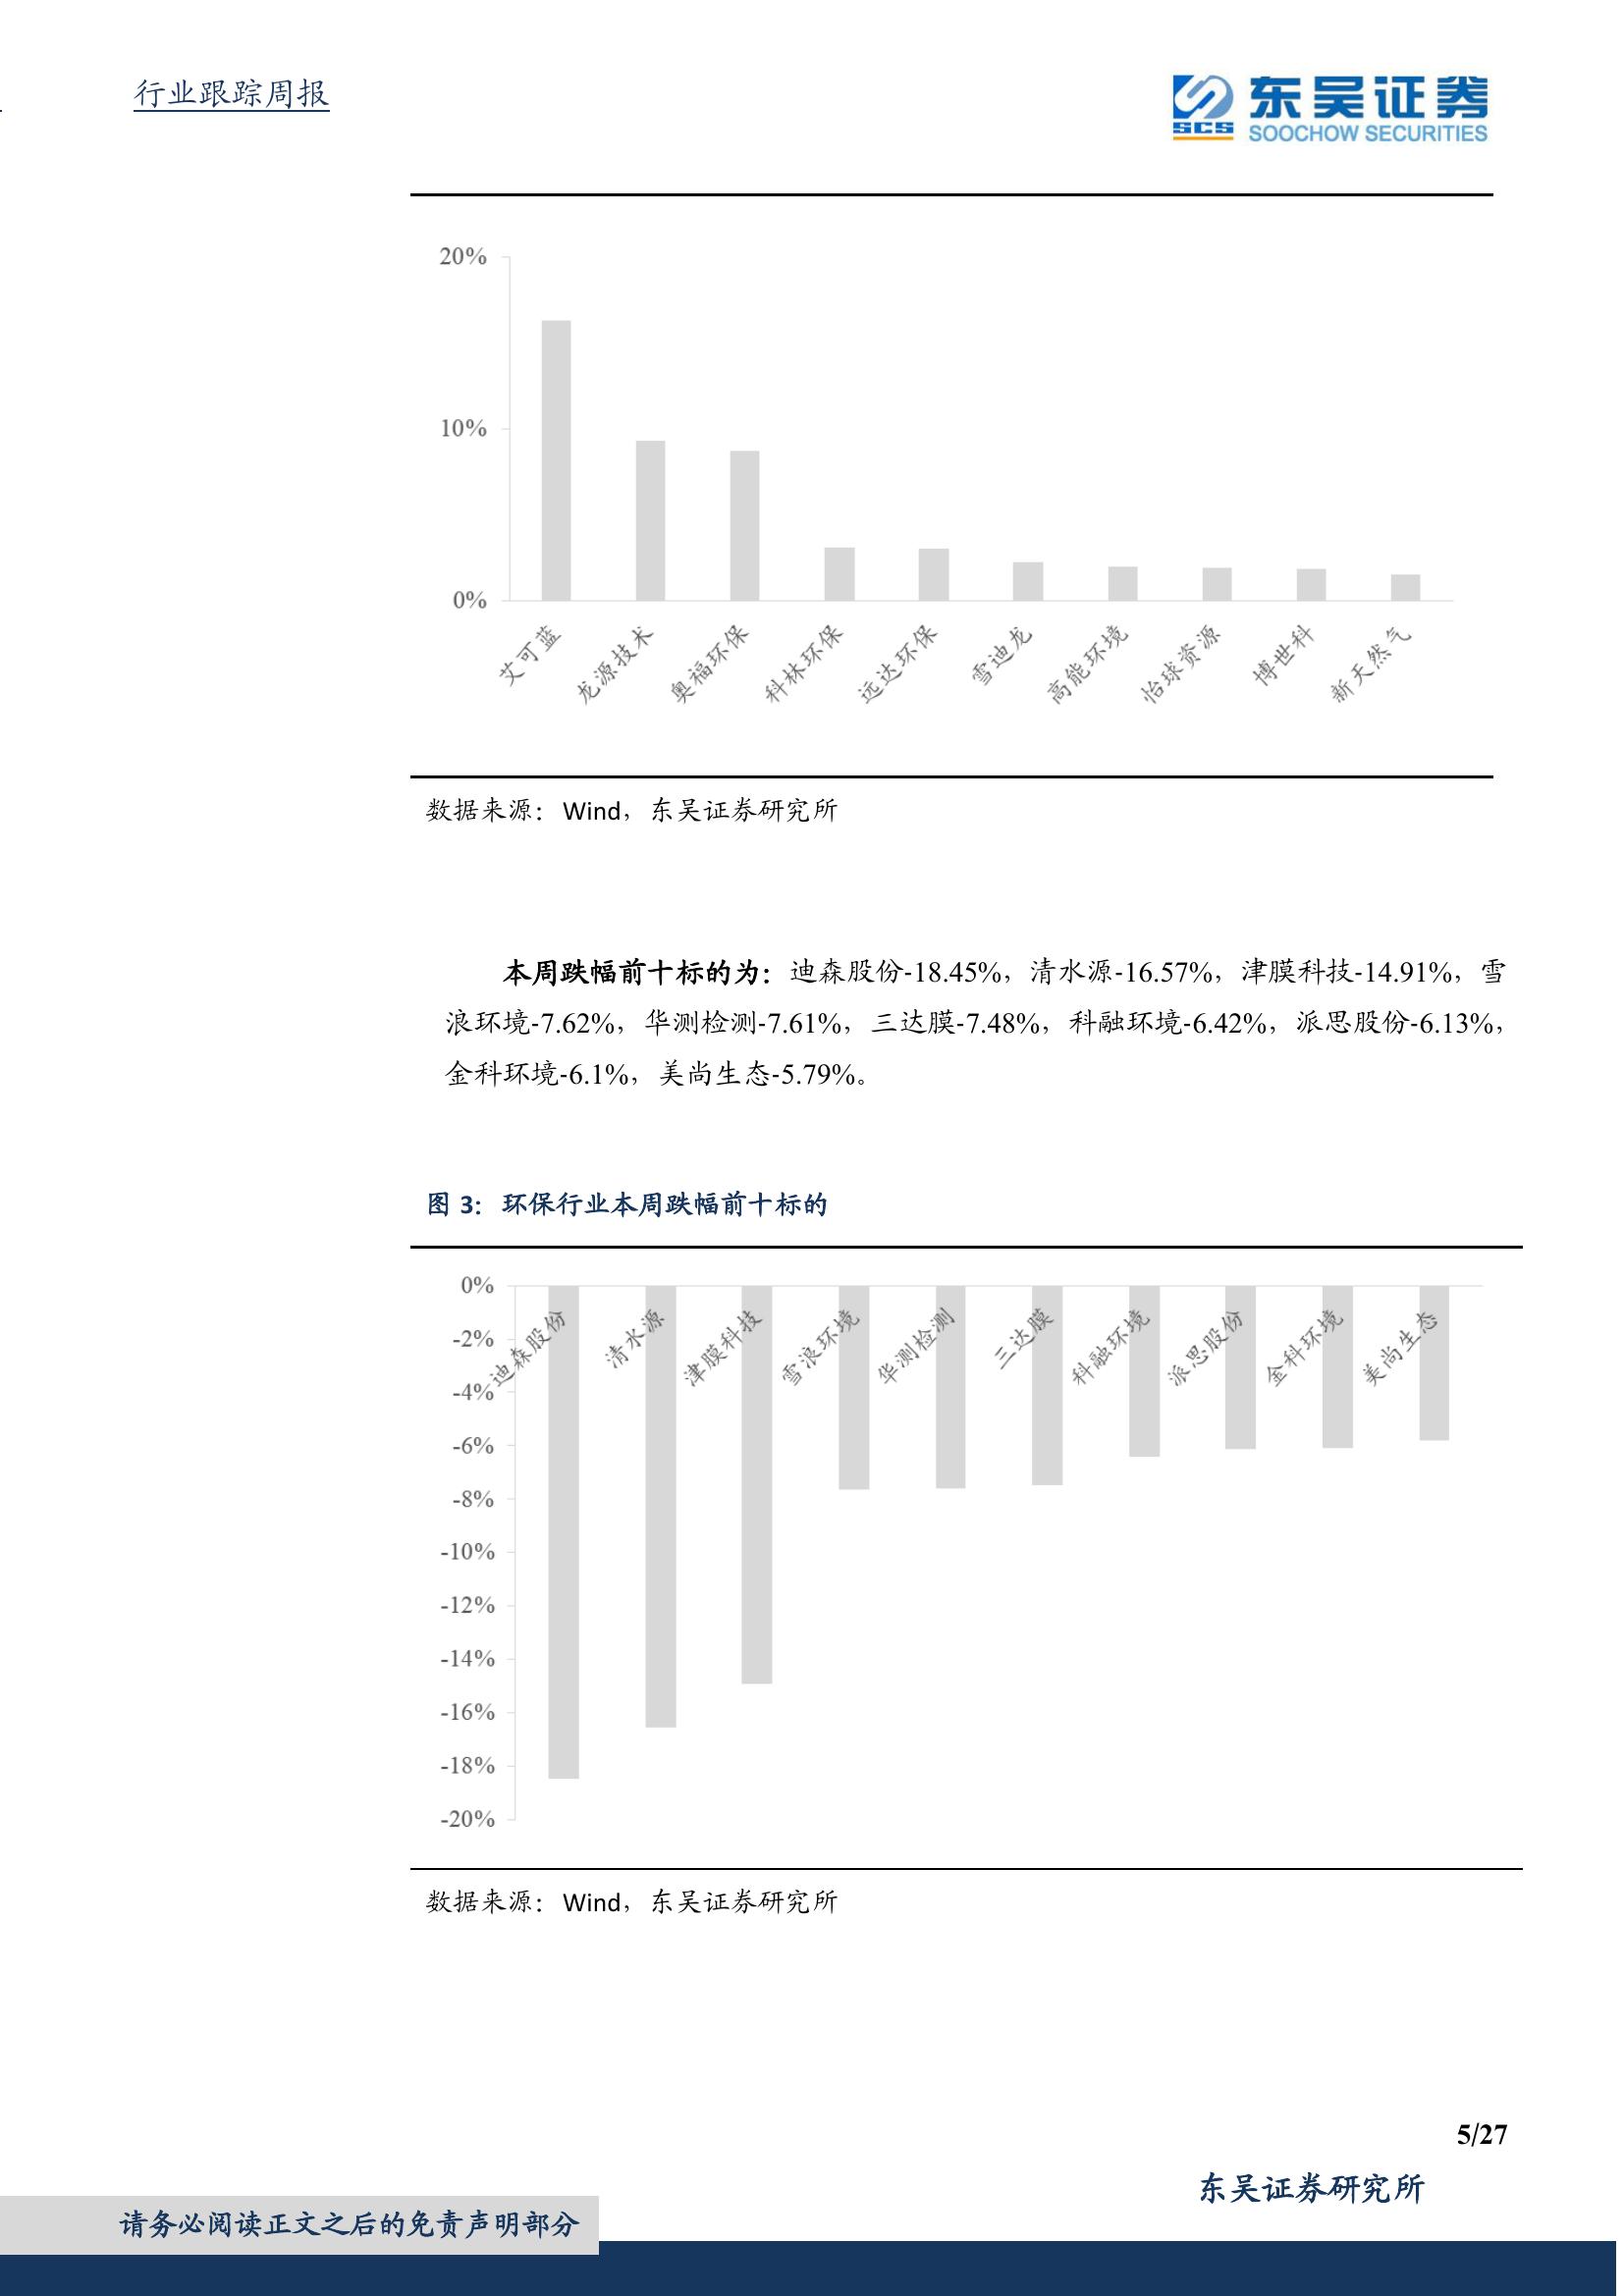 行业跟踪周报
SCS
东吴证券
SOOCHOW SECURITIES
20%
10%
0%
艾可蓝
龙源技术
奥福环保
科林环保
远达环保
雪迪龙
高能环境
怡球资源
博世科
新天然气
数据来源：Wind，东吴证券研究所
本周跌幅前十标的为：迪森股份-18.45%，清水源-16.57%，津膜科技-14.91%，雪
浪环境-7.62%，华测检测-7.61%，三达膜-7.48%，科融环境-6.42%，派思股份-6.13%，
金科环境-6.1%，美尚生态-5.79%。
图 3：环保行业本周跌幅前十标的
0%
-2%
-4%
-6%
-8%
-10%
-12%
-14%
-16%
-18%
-20%
迪森股份
清水源
津膜科技
雪浪环境
华测检测
三达膜
科融环境
派思股份
金科环境
美尚生态
数据来源：Wind，东吴证券研究所
5/27
东吴证券研究所
请务必阅读正文之后的免责声明部分